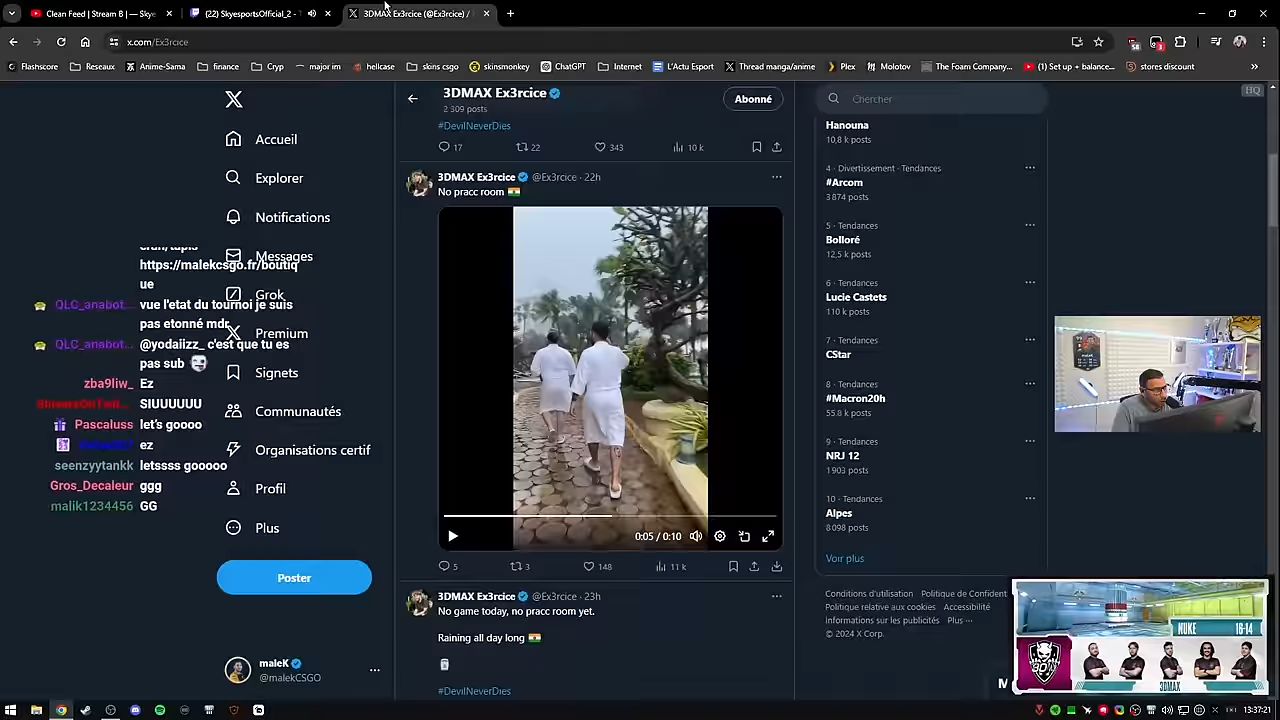 Clean Feed | Stream B | — Skye
(22) SkyesportsOfficial_2 - T
3DMAX Ex3rcice (@Ex3rcice) /
x.com/Ex3rcice
Flashscore
Reseaux
Anime-Sama
finance
Cryp
major im
hellcase
skins csgo
skinsmonkey
ChatGPT
Internet
L'Actu Esport
Thread manga/anime
Plex
Molotov
The Foam Company...
(1) Set up + balance...
stores discount
HQ
3DMAX Ex3rcice
2 309 posts
Abonné
#DevilNeverDies
17
22
343
10 k
3DMAX Ex3rcice @Ex3rcice · 22h
No pracc room 🇮🇳
0:05 / 0:10
5
3
148
11 k
3DMAX Ex3rcice @Ex3rcice · 23h
No game today, no pracc room yet.
Raining all day long 🇮🇳
#DevilNeverDies
Accueil
Explorer
Notifications
Messages
Grok
Premium
Signets
Communautés
Organisations certif
Profil
Plus
Poster
maleK
@malekCSGO
https://malekcsgo.fr/boutiq
ue
QLC_anabot... vue l'etat du tournoi je suis
pas etonné mdr
QLC_anabot... @yodaiizz_ c'est que tu es
pas sub
zba9liw_ Ez
SIUUUUUU
Pascaluss let's goooo
ez
seenzyytankk letssss gooooo
Gros_Decaleur ggg
malik1234456 GG
Chercher
Hanouna
10,8 k posts
4 · Divertissement · Tendances
#Arcom
3 874 posts
5 · Tendances
Bolloré
12,5 k posts
6 · Tendances
Lucie Castets
110 k posts
7 · Tendances
CStar
8 · Tendances
#Macron20h
55.8 k posts
9 · Tendances
NRJ 12
1 903 posts
10 · Tendances
Alpes
8 098 posts
Voir plus
Conditions d'utilisation Politique de Confident
Politique relative aux cookies Accessibilité
Informations sur les publicités Plus ···
© 2024 X Corp.
NUKE 16-14
3DMAX
13:37:21